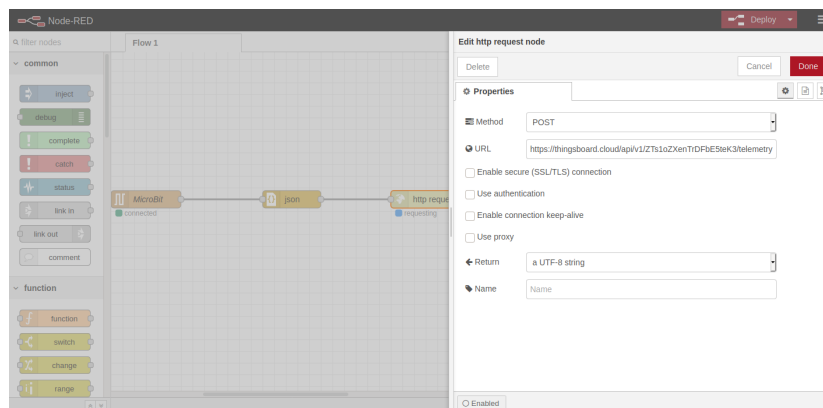 Node-RED
Deploy
filter nodes
Flow 1
common
inject
debug
complete
catch
status
link in
link out
comment
function
function
switch
change
range
MicroBit
connected
json
http reque
requesting
Edit http request node
Delete
Cancel
Done
Properties
Method
POST
URL
https://thingsboard.cloud/api/v1/ZTs1oZXenTrDFbE5teK3/telemetry
Enable secure (SSL/TLS) connection
Use authentication
Enable connection keep-alive
Use proxy
Return
a UTF-8 string
Name
Name
Enabled